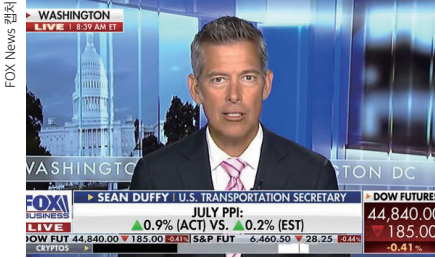 FOX News 캡처
WASHINGTON
LIVE | 8:39 AM ET
WASHINGTO
TON DC
SEAN DUFFY | U.S. TRANSPORTATION SECRETARY
JULY PPI:
▲0.9% (ACT) VS. ▲0.2% (EST)
FOX
BUSINESS
LIVE
DOW FUTURES
44,840.00
▼185.00
-0.41%
DOW FUT 44,840.00 ▼ 185.00 -0.41% S&P FUT 6,460.50 ▼ 28.25 -0.44%
CRYPTOS